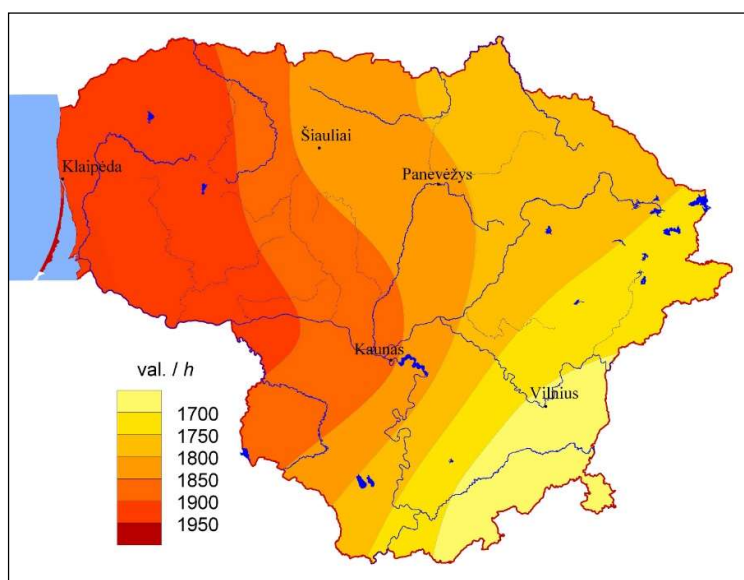 Šiauliai
Klaipėda
Panevėžys
Kaunas
Vilnius
val. / h
1700
1750
1800
1850
1900
1950